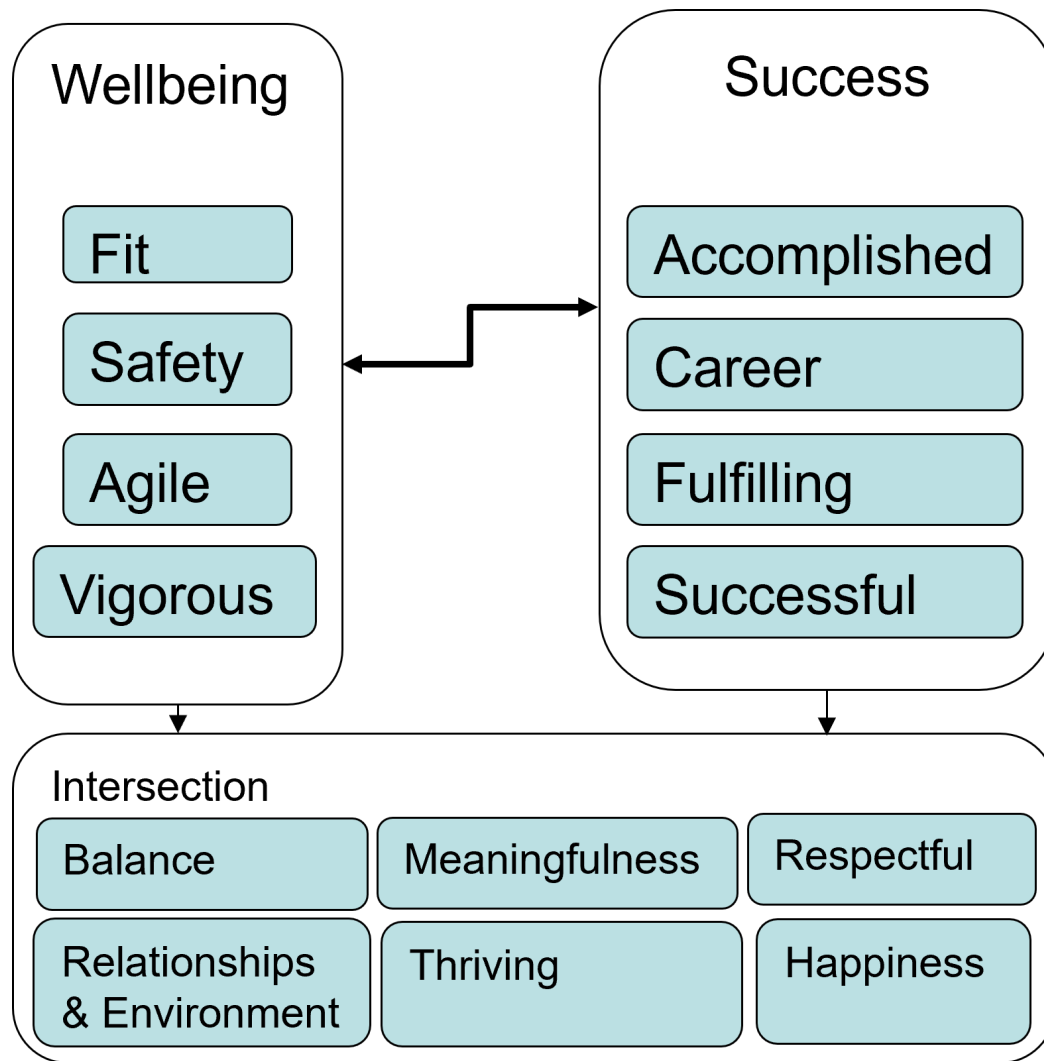 Wellbeing
Fit
Safety
Agile
Vigorous
Success
Accomplished
Career
Fulfilling
Successful
Intersection
Balance
Meaningfulness
Respectful
Relationships
& Environment
Thriving
Happiness